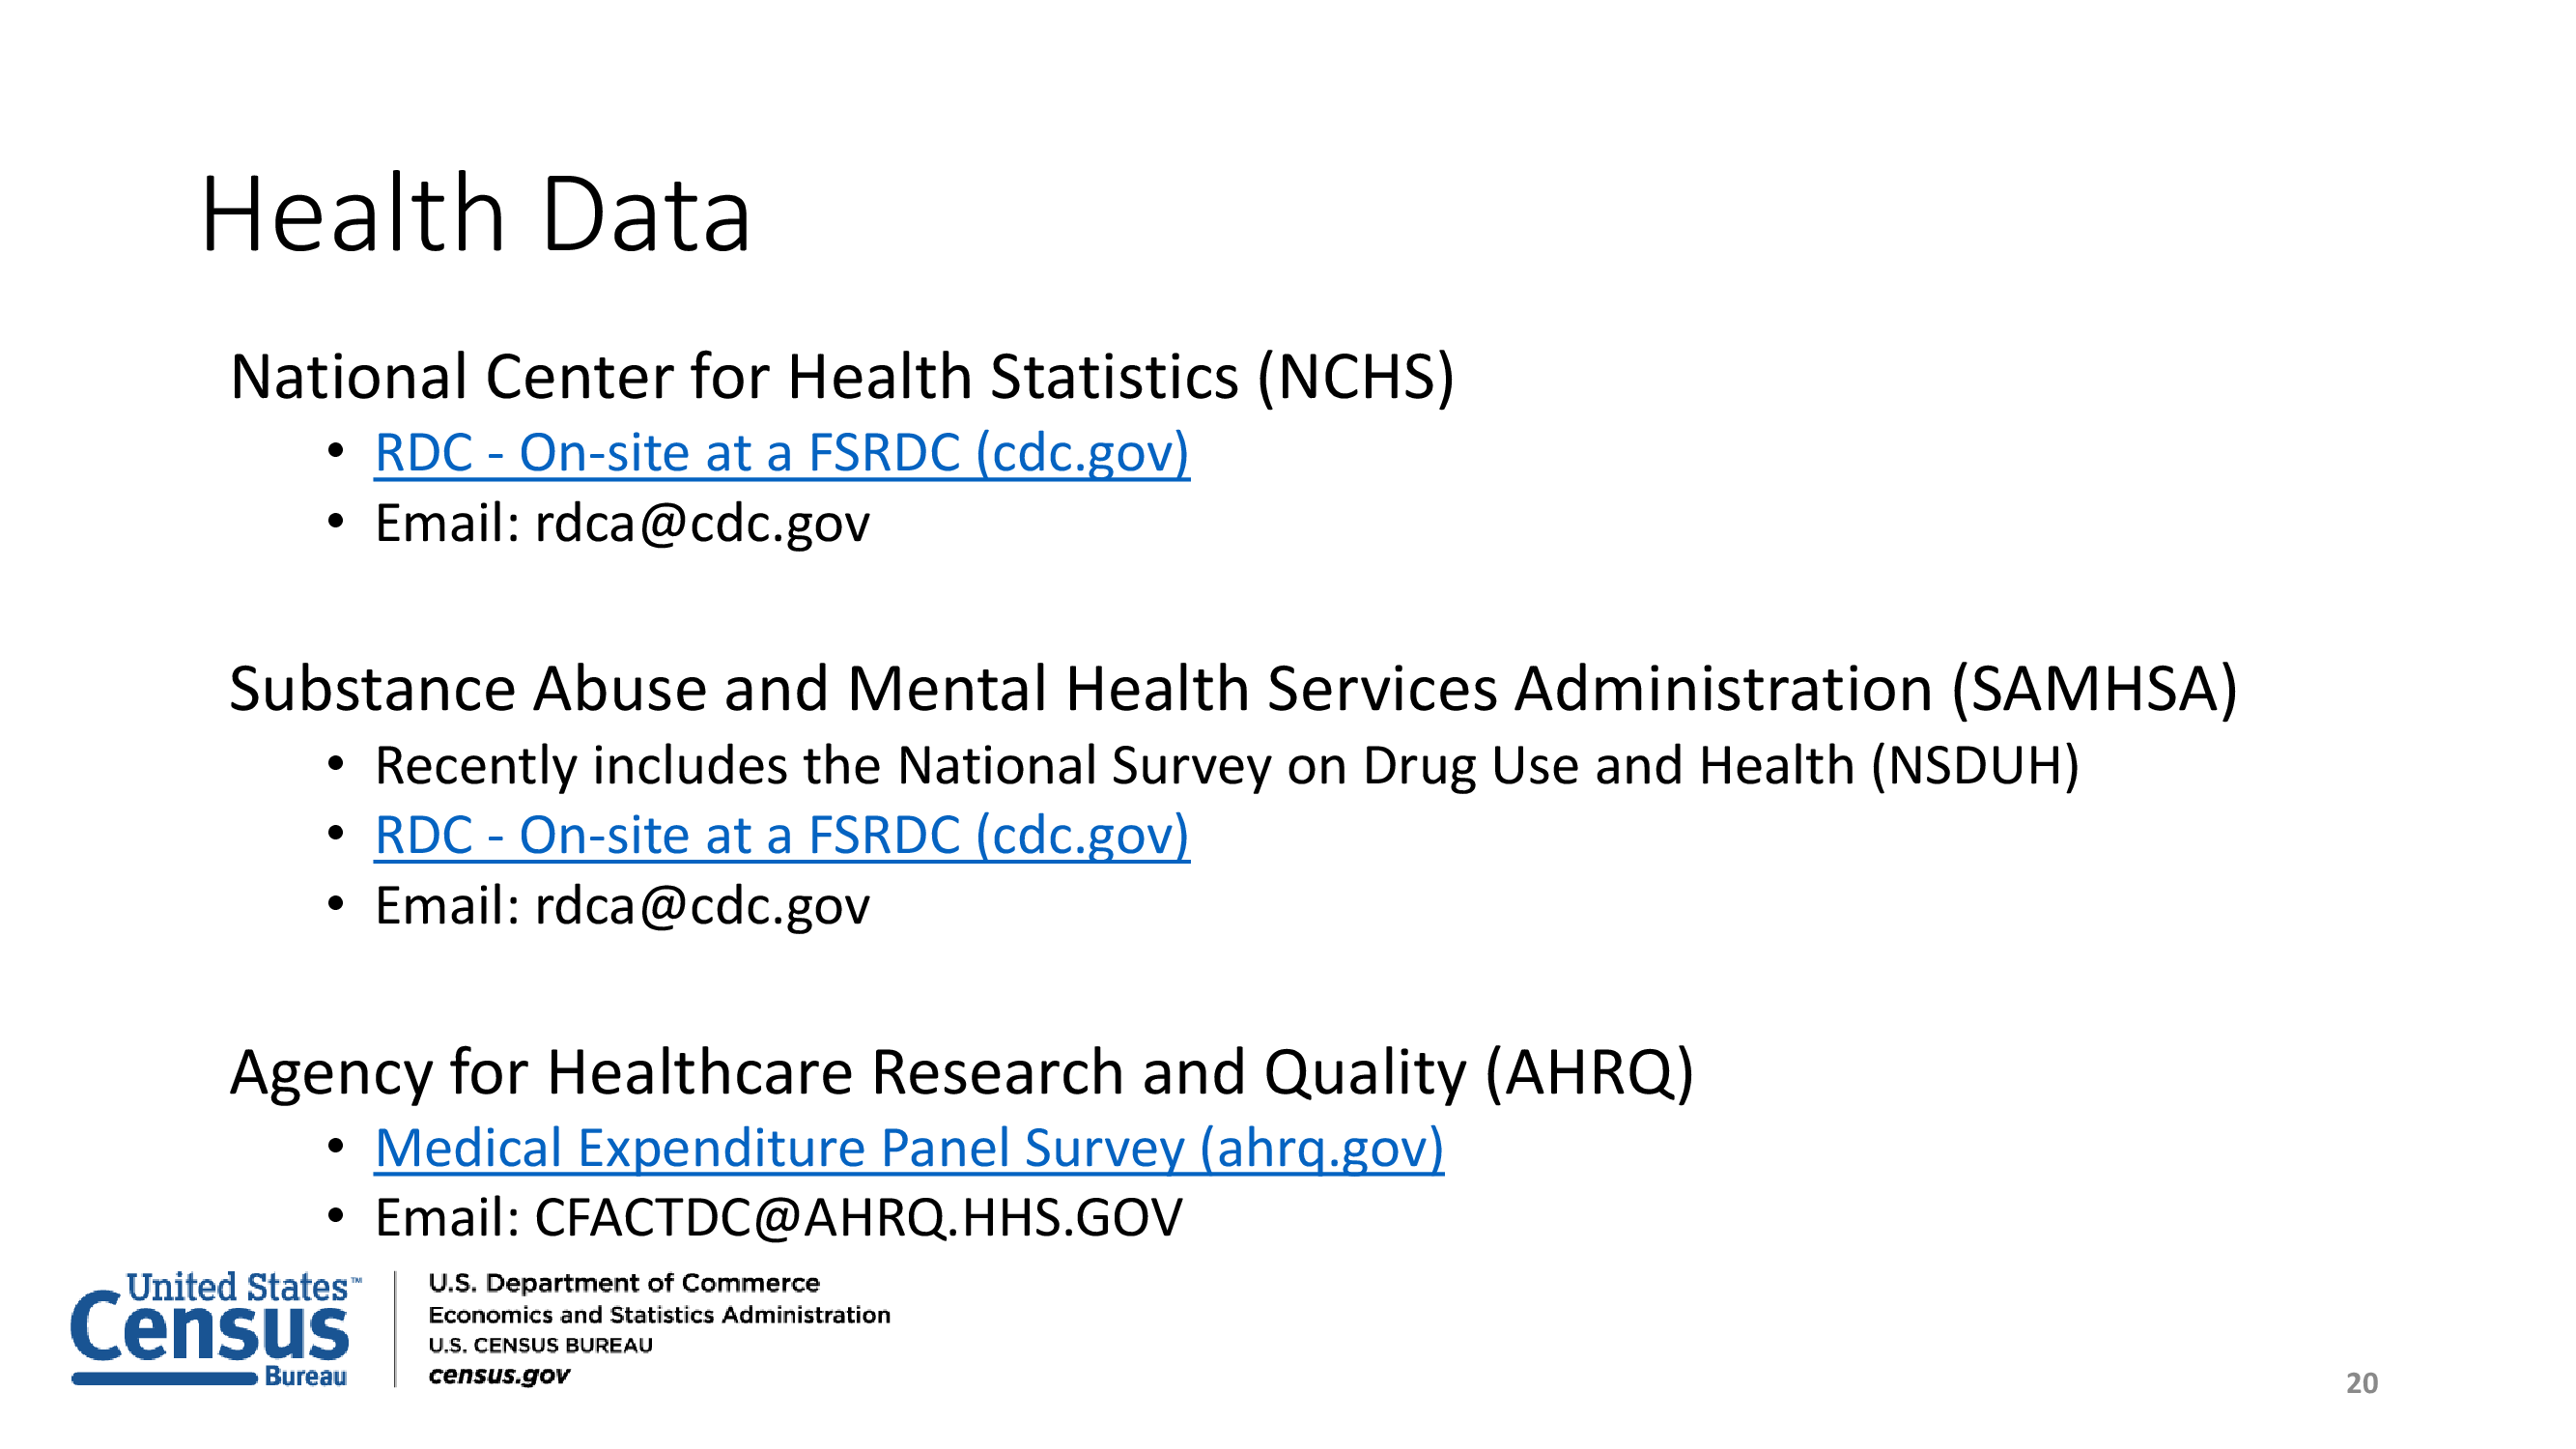 Health Data
National Center for Health Statistics (NCHS)
• RDC - On-site at a FSRDC (cdc.gov)
• Email: rdca@cdc.gov
Substance Abuse and Mental Health Services Administration (SAMHSA)
• Recently includes the National Survey on Drug Use and Health (NSDUH)
• RDC - On-site at a FSRDC (cdc.gov)
• Email: rdca@cdc.gov
Agency for Healthcare Research and Quality (AHRQ)
• Medical Expenditure Panel Survey (ahrq.gov)
• Email: CFACTDC@AHRQ.HHS.GOV
United States™
Census
Bureau
U.S. Department of Commerce
Economics and Statistics Administration
U.S. CENSUS BUREAU
census.gov
20